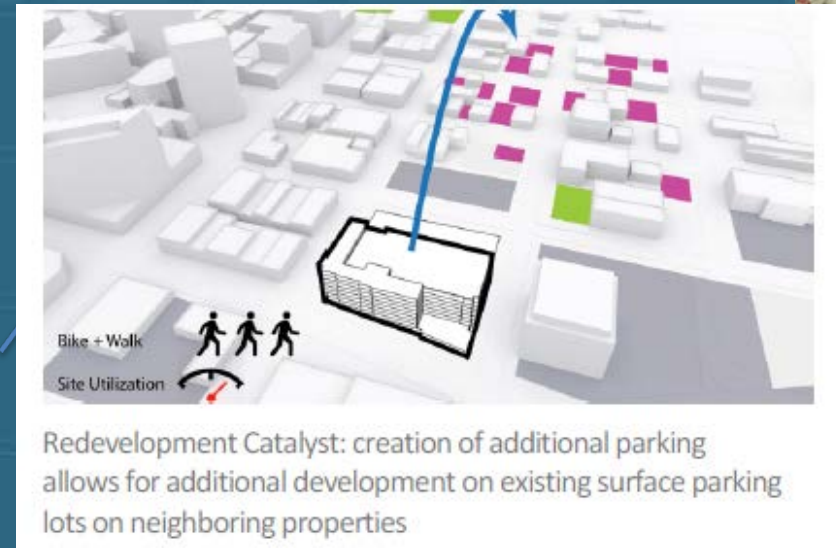 Bike + Walk
Site Utilization
Redevelopment Catalyst: creation of additional parking
allows for additional development on existing surface parking
lots on neighboring properties